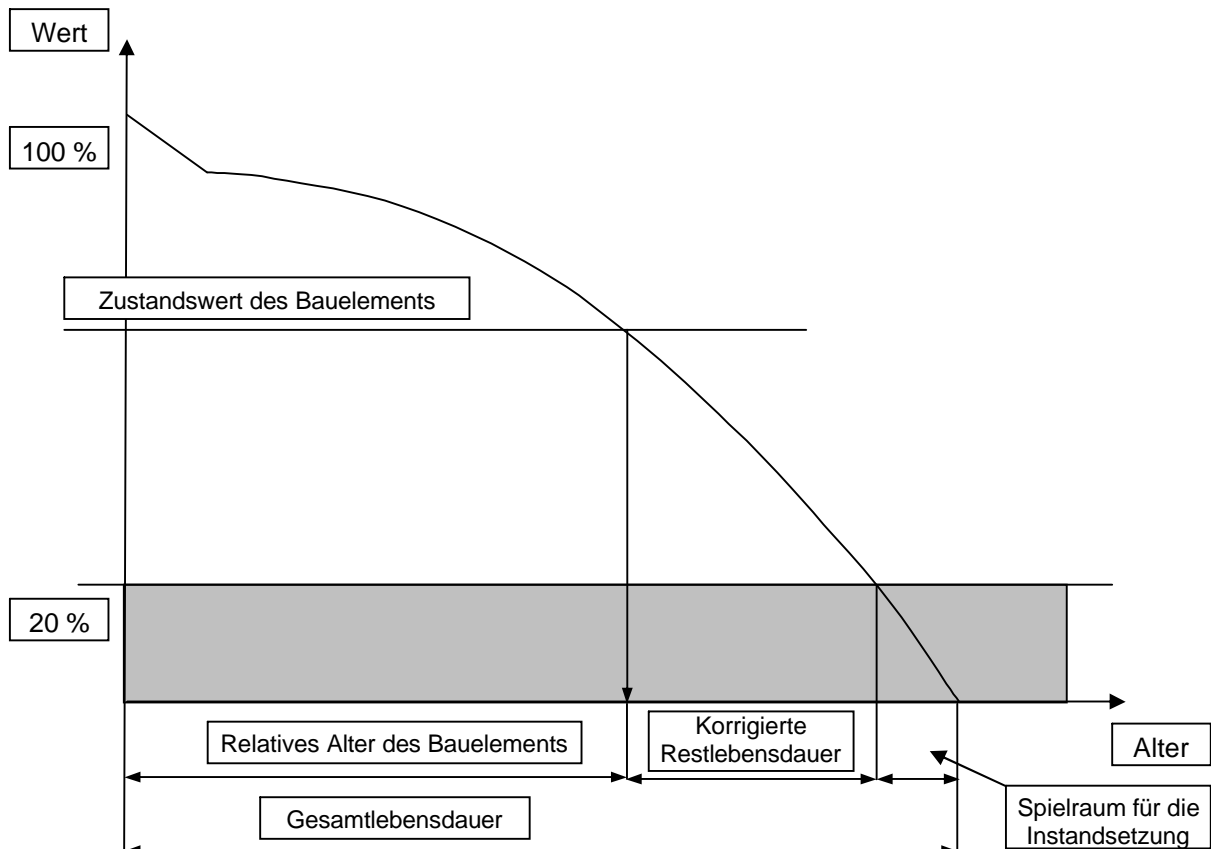 Wert
100 %
Zustandswert des Bauelements
20 %
Relatives Alter des Bauelements
Korrigierte
Restlebensdauer
Alter
Gesamtlebensdauer
Spielraum für die
Instandsetzung